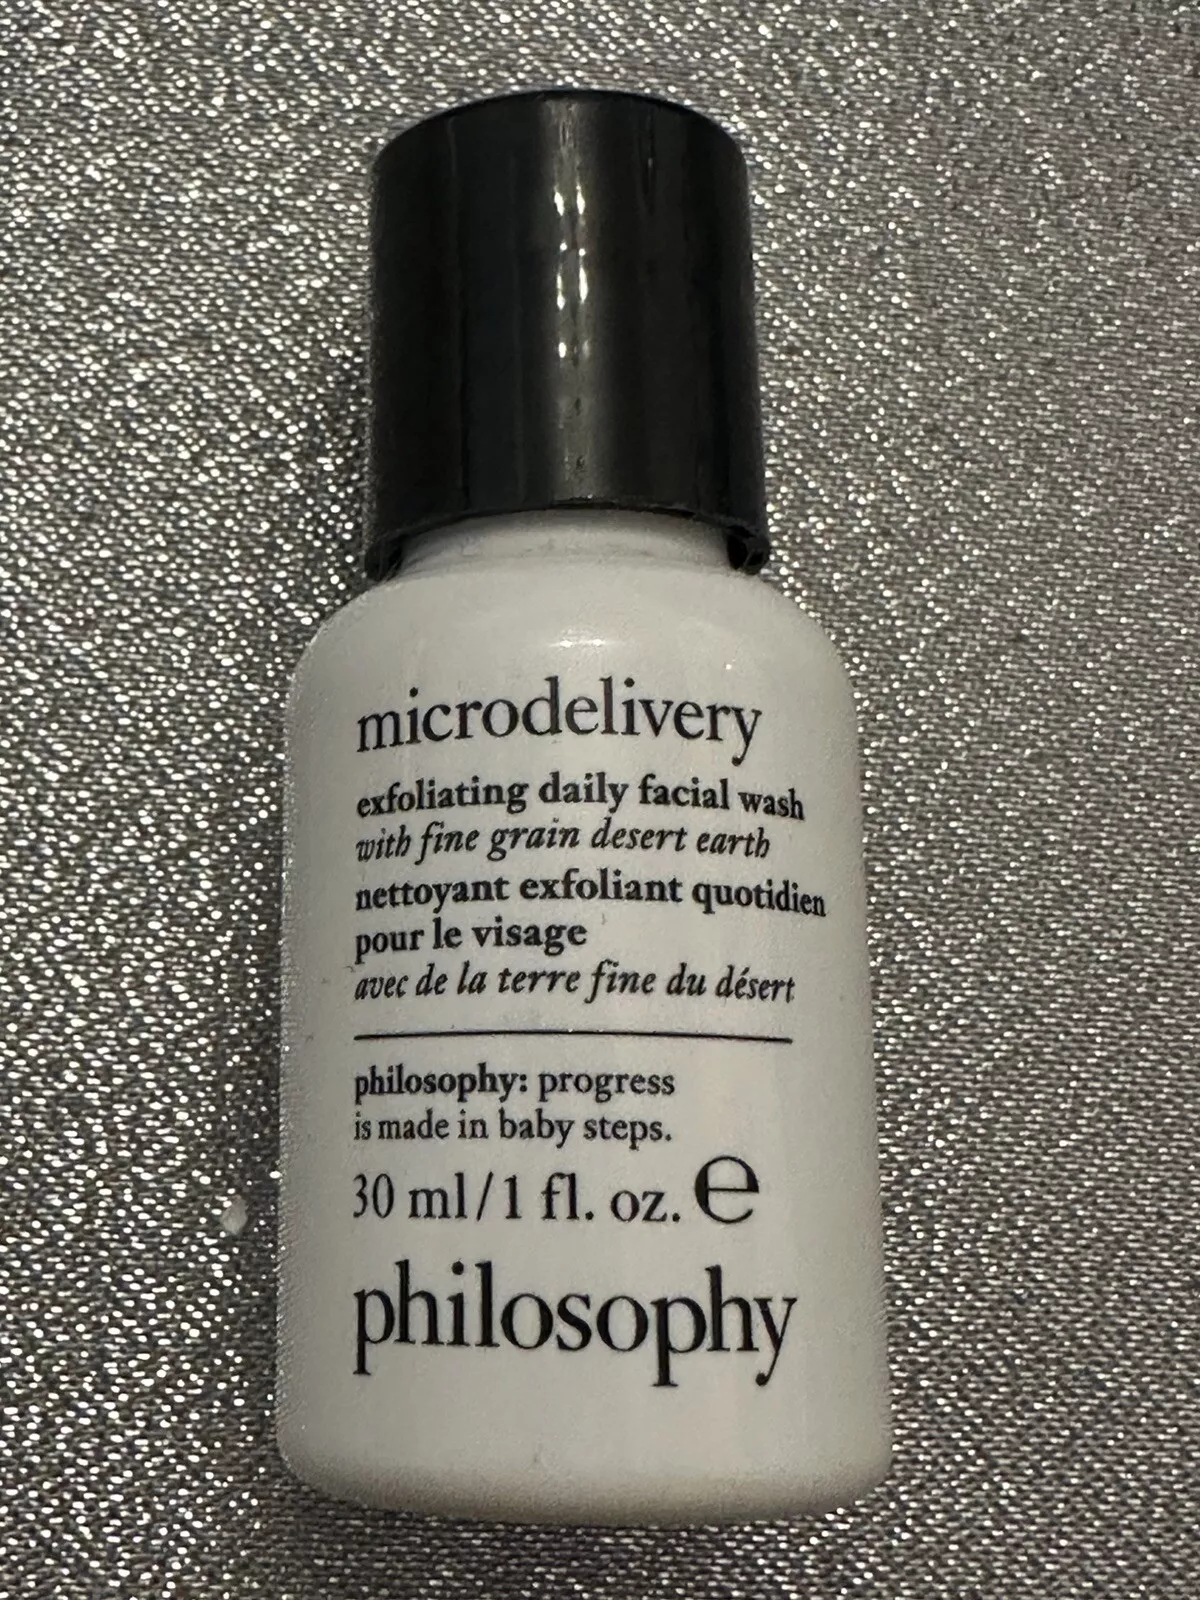 microdelivery
exfoliating daily facial wash
with fine grain desert earth
nettoyant exfoliant quotidien
pour le visage
avec de la terre fine du désert
philosophy: progress
is made in baby steps.
30 ml/1 fl. oz. e
philosophy